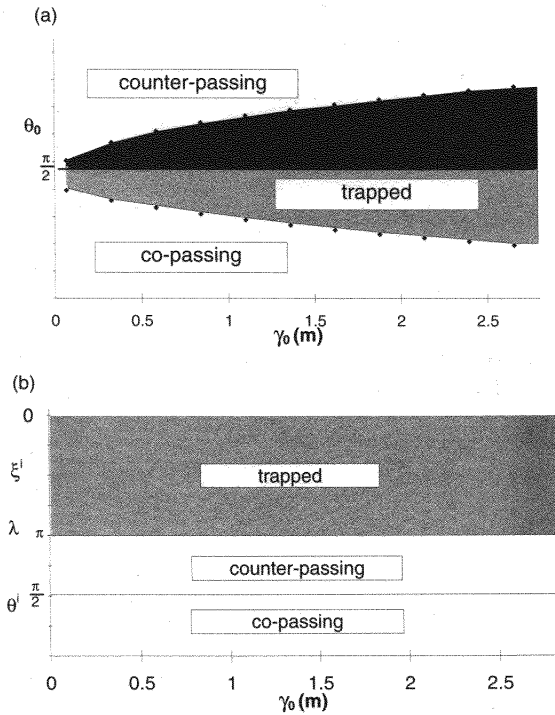 (a)
counter-passing
θ₀
π/2
trapped
co-passing
0 0.5 1 1.5 2 2.5
γ₀ (m)
(b)
0
ξⁱ
trapped
λ π
counter-passing
θⁱ π/2
co-passing
0 0.5 1 1.5 2 2.5
γ₀ (m)